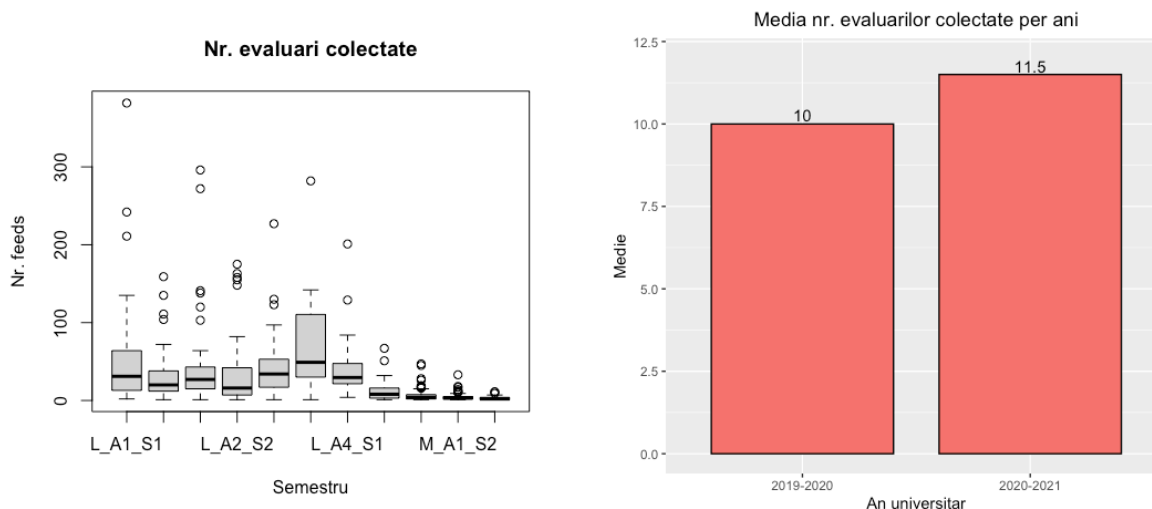 Nr. evaluari colectate
Nr. feeds
300
200
100
0
L_A1_S1 L_A2_S2 L_A4_S1 M_A1_S2
Semestru
Media nr. evaluarilor colectate per ani
Medie
12.5
10.0
7.5
5.0
2.5
0.0
10
11.5
2019-2020 2020-2021
An universitar